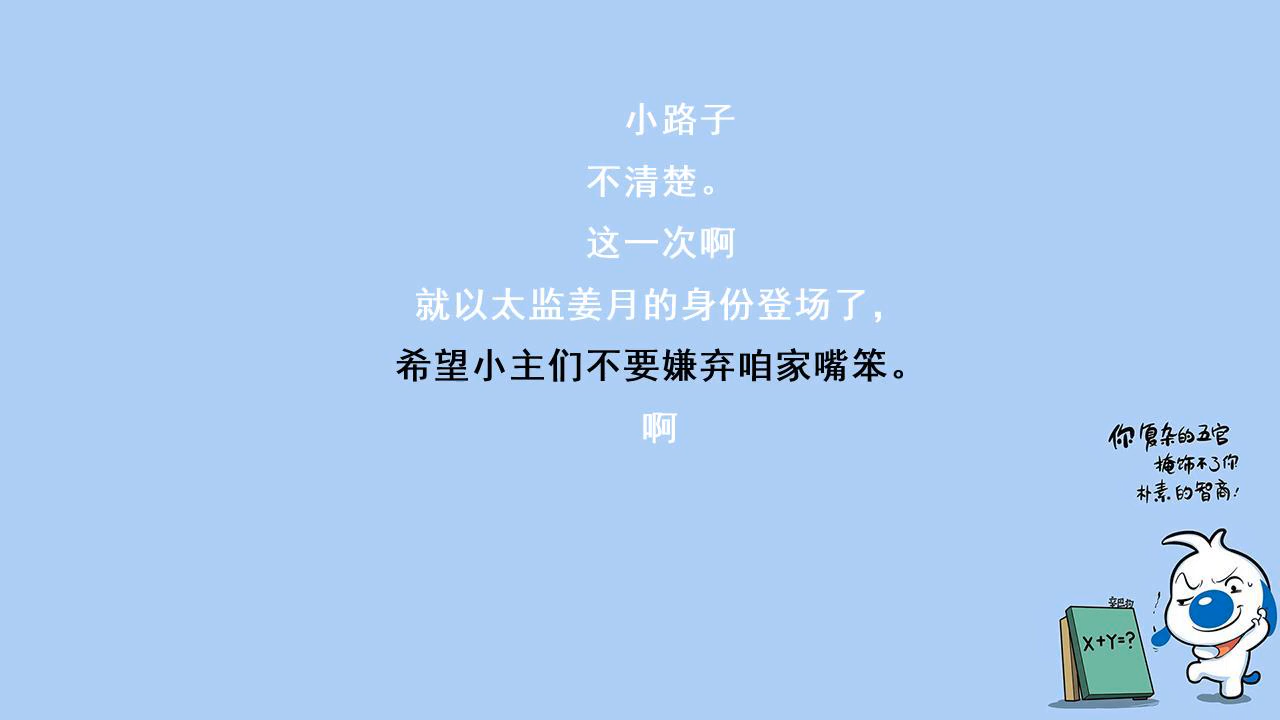 小路子
不清楚。
这一次啊
就以太监姜月的身份登场了，
希望小主们不要嫌弃咱家嘴笨。
啊
你复杂的五官
掩饰不了你
朴素的智商!
X+Y=?